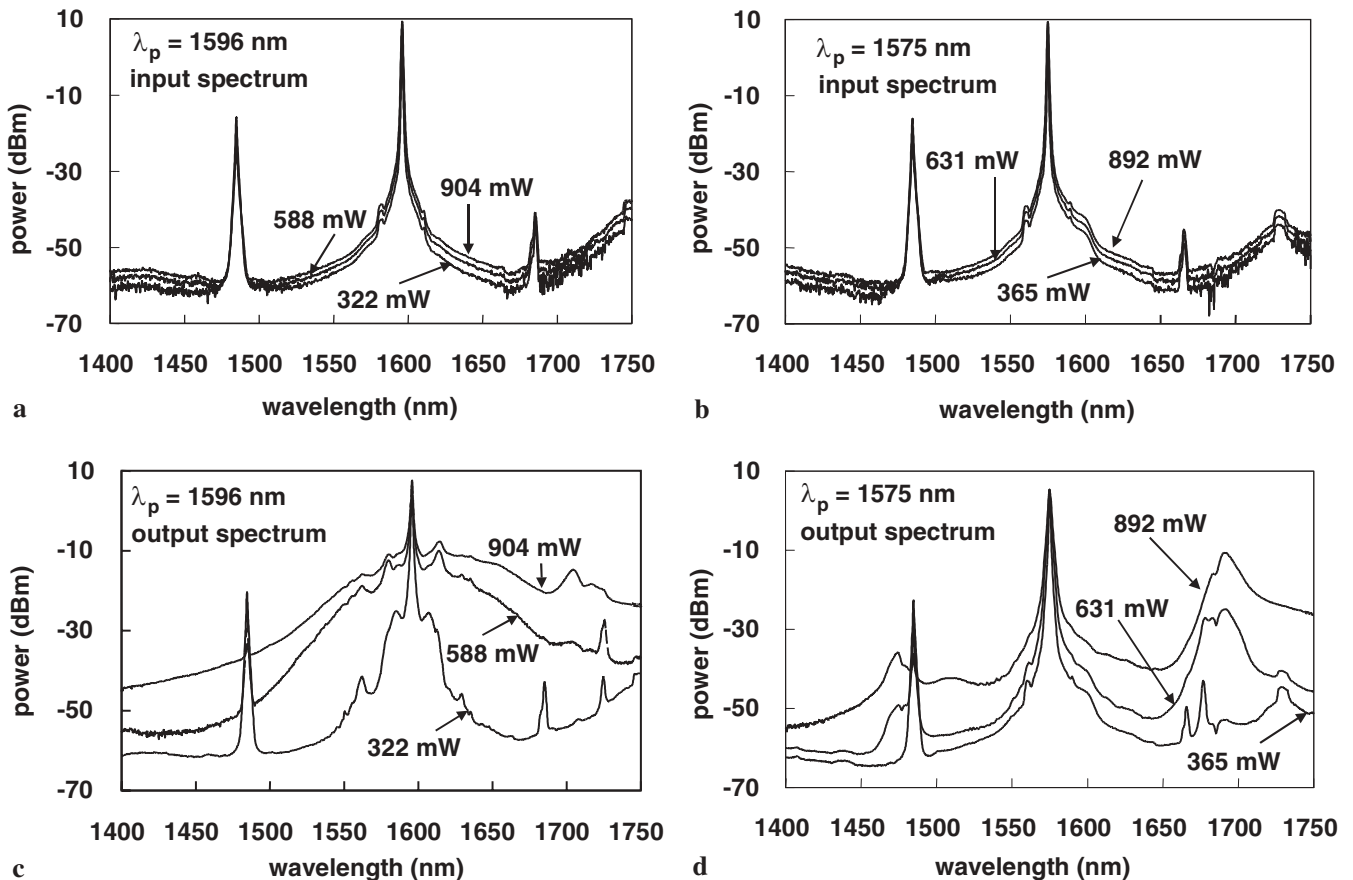 10
-10
-30
-50
-70
power (dBm)
λp = 1596 nm
input spectrum
588 mW
904 mW
322 mW
1400 1450 1500 1550 1600 1650 1700 1750
wavelength (nm)
a
10
-10
-30
-50
-70
power (dBm)
λp = 1575 nm
input spectrum
631 mW
892 mW
365 mW
1400 1450 1500 1550 1600 1650 1700 1750
wavelength (nm)
b
10
-10
-30
-50
-70
power (dBm)
λp = 1596 nm
output spectrum
904 mW
588 mW
322 mW
1400 1450 1500 1550 1600 1650 1700 1750
wavelength (nm)
c
10
-10
-30
-50
-70
power (dBm)
λp = 1575 nm
output spectrum
892 mW
631 mW
365 mW
1400 1450 1500 1550 1600 1650 1700 1750
wavelength (nm)
d